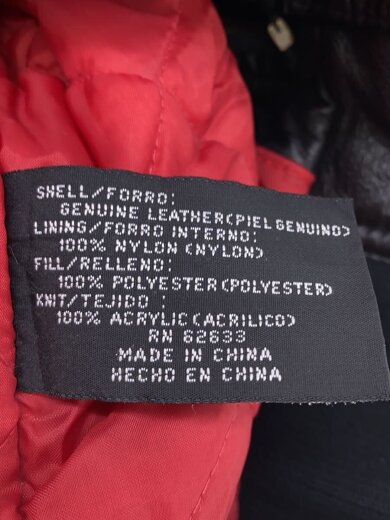 SHELL/FORRO:
GENUINE LEATHER(PIEL GENUINO)
LINING/FORRO INTERNO:
100% NYLON (NYLON)
FILL/RELLENO:
100% POLYESTER(POLYESTER)
KNIT/TEJIDO :
100% ACRYLIC(ACRILICO)
RN 62633
MADE IN CHINA
HECHO EN CHINA